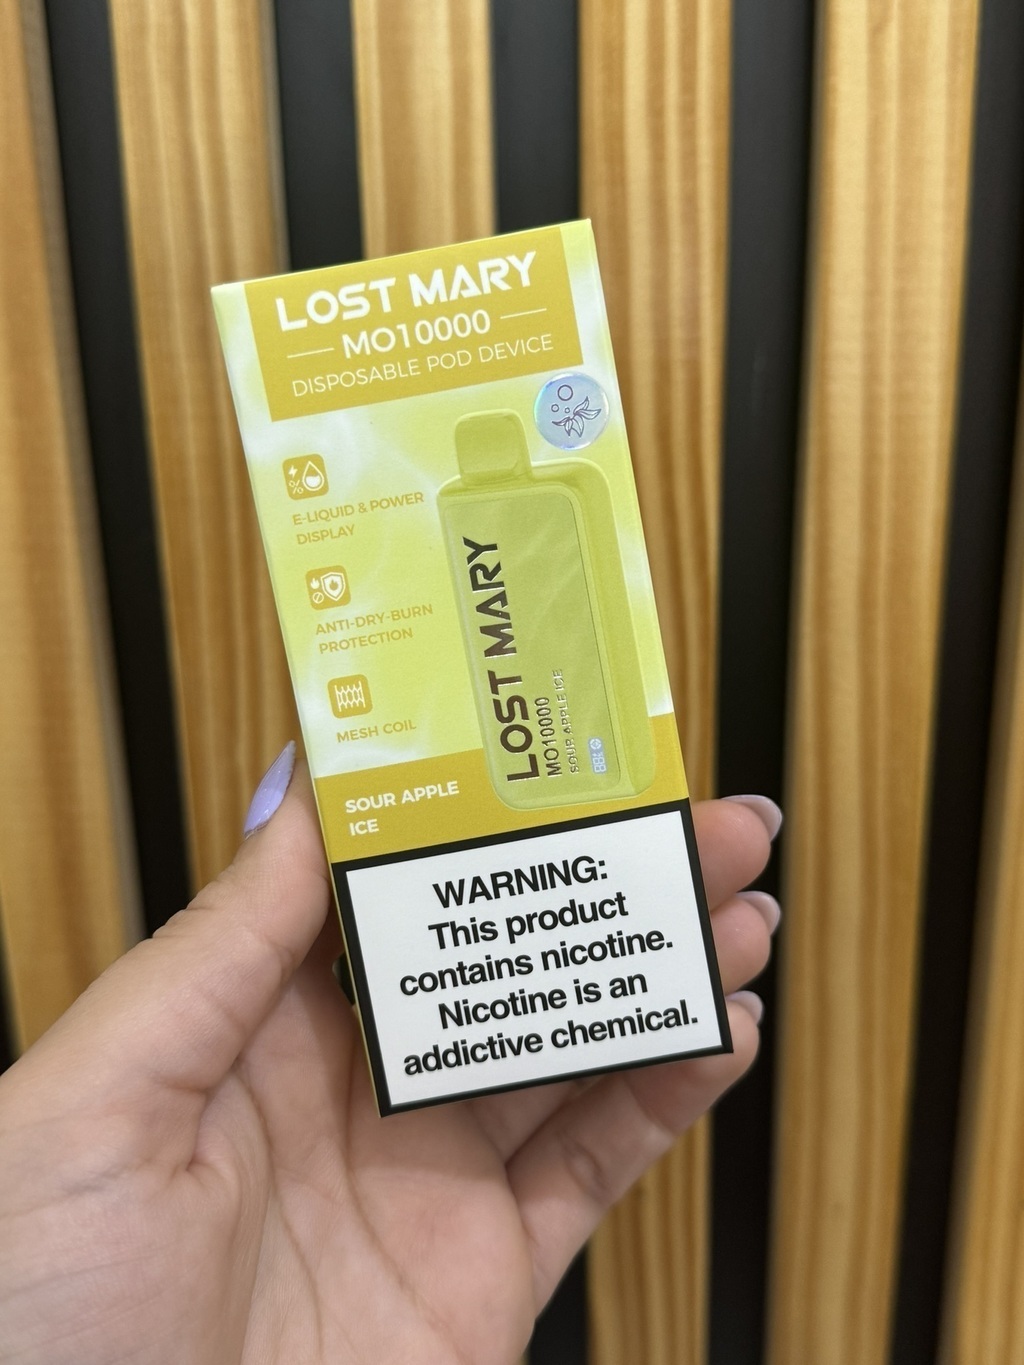 LOST MARY
MO10000
DISPOSABLE POD DEVICE
E-LIQUID & POWER
DISPLAY
ANTI-DRY-BURN
PROTECTION
MESH COIL
LOST MARY
MO10000
SOUR APPLE ICE
SOUR APPLE
ICE
WARNING:
This product
contains nicotine.
Nicotine is an
addictive chemical.